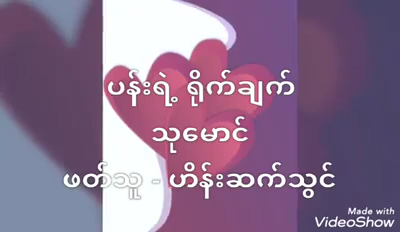 ပန်းရဲ့ ရိုက်ချက်
သုမောင်
ဖတ်သူ - ဟိန်းဆက်သွင်
Made with
VideoShow